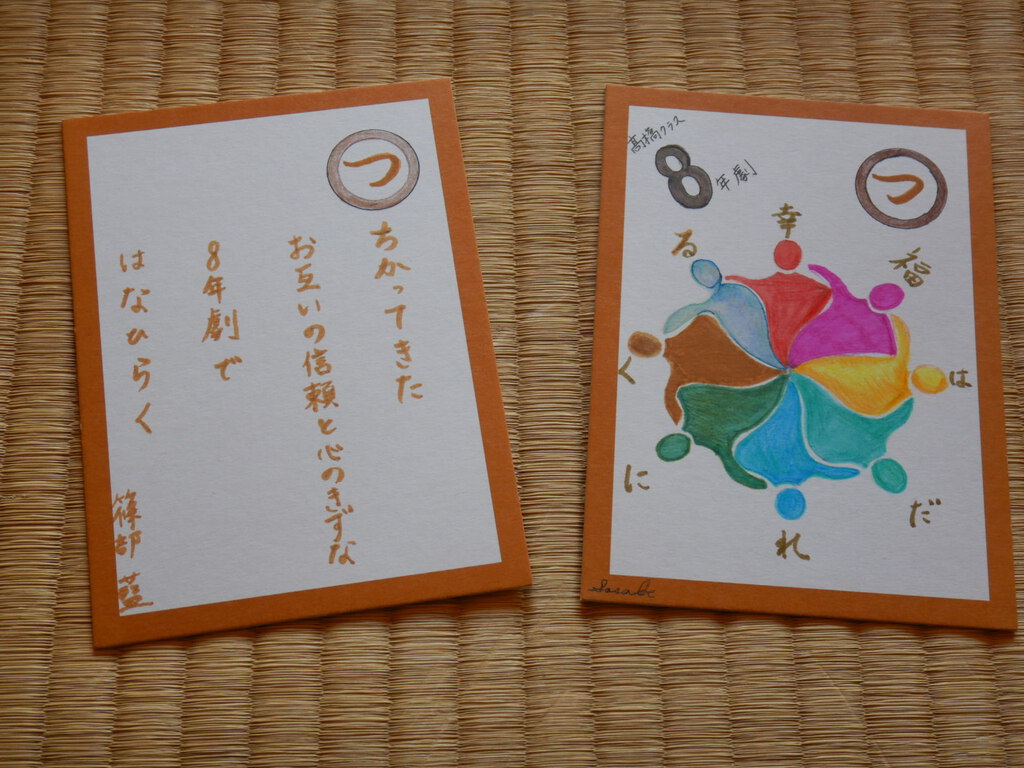 つ
ちかってきた
お互いの信頼と心のきずな
8年劇で
はなひらく
篠部 藍
髙橋クラス
8年劇
つ
幸福はだれにくる
Sasabe